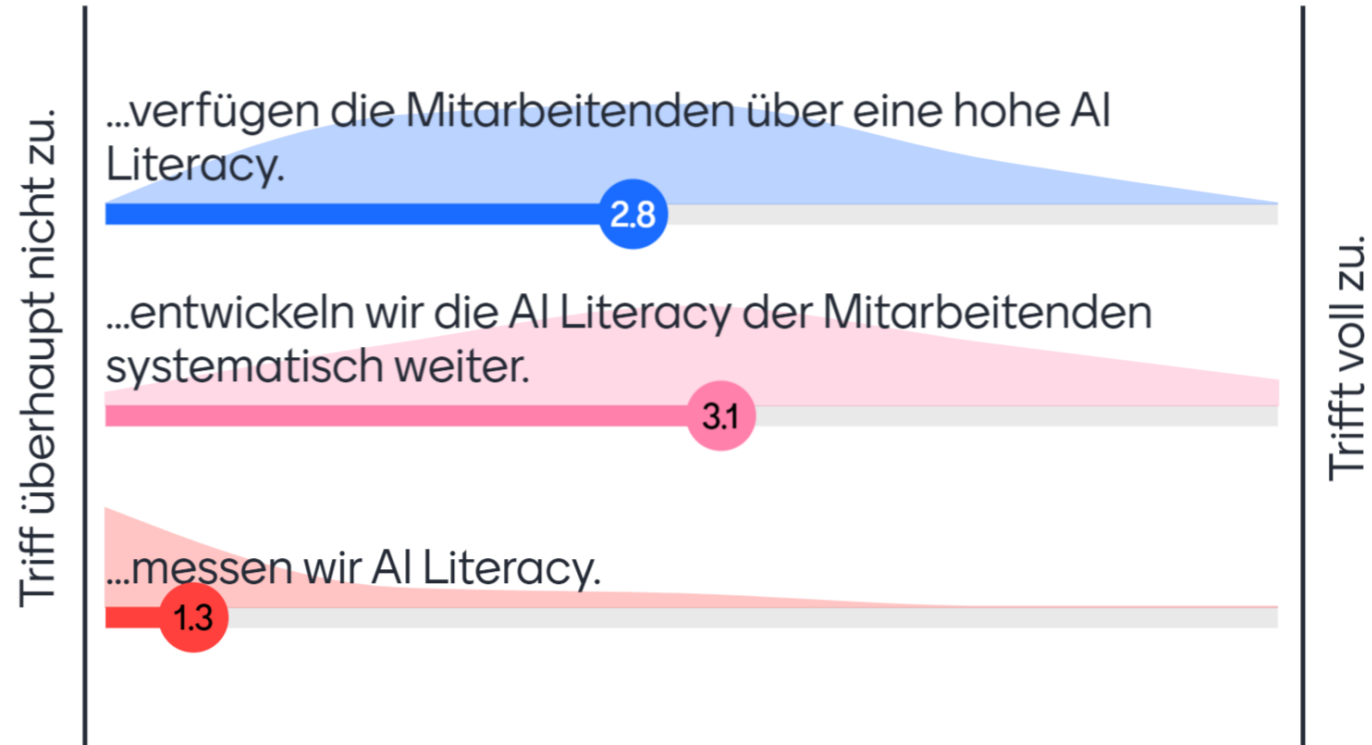 Triff überhaupt nicht zu.
...verfügen die Mitarbeitenden über eine hohe AI
Literacy.
2.8
...entwickeln wir die AI Literacy der Mitarbeitenden
systematisch weiter.
3.1
...messen wir AI Literacy.
1.3
Trifft voll zu.